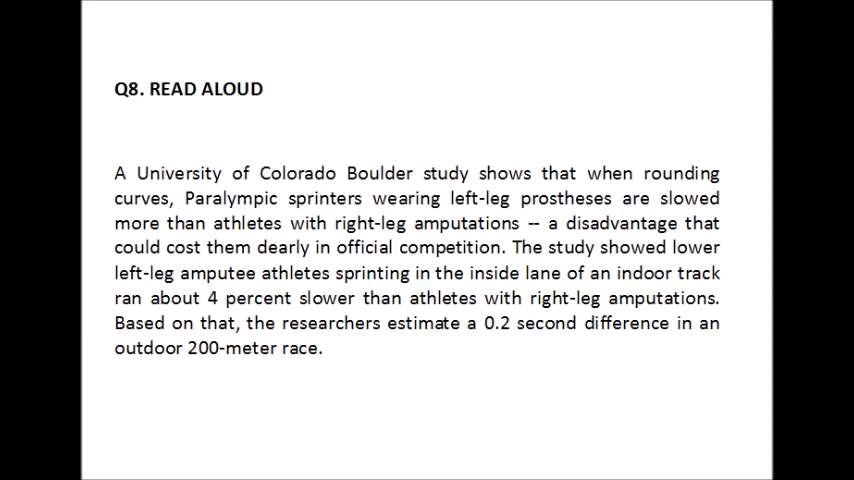 Q8. READ ALOUD
A University of Colorado Boulder study shows that when rounding
curves, Paralympic sprinters wearing left-leg prostheses are slowed
more than athletes with right-leg amputations -- a disadvantage that
could cost them dearly in official competition. The study showed lower
left-leg amputee athletes sprinting in the inside lane of an indoor track
ran about 4 percent slower than athletes with right-leg amputations.
Based on that, the researchers estimate a 0.2 second difference in an
outdoor 200-meter race.